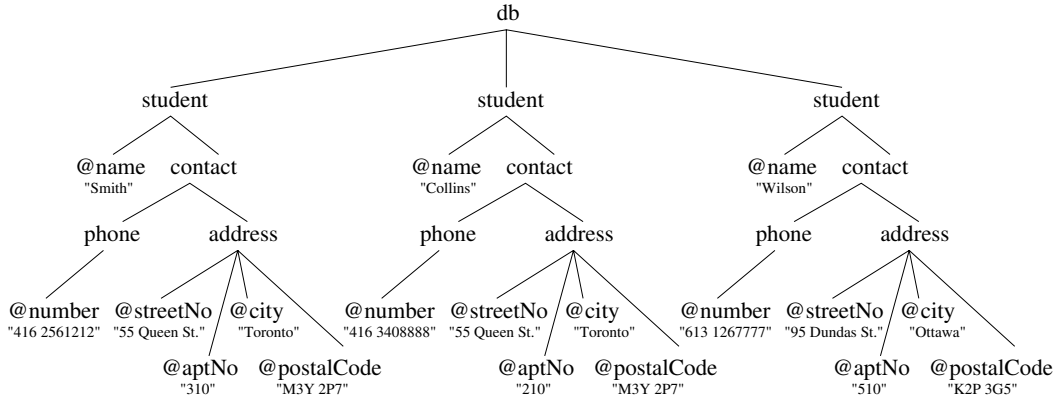 db
student student student
@name contact @name contact @name contact
"Smith" "Collins" "Wilson"
phone address phone address phone address
@number @streetNo @city @number @streetNo @city @number @streetNo @city
"416 2561212" "55 Queen St." "Toronto" "416 3408888" "55 Queen St." "Toronto" "613 1267777" "95 Dundas St." "Ottawa"
@aptNo @postalCode @aptNo @postalCode @aptNo @postalCode
"310" "M3Y 2P7" "210" "M3Y 2P7" "510" "K2P 3G5"